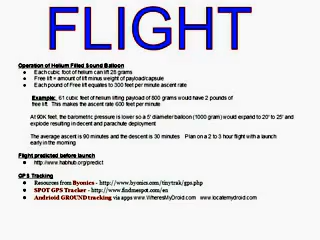 FLIGHT
Operation of Helium Filled Sound Balloon
● Each cubic foot of helium can lift 28 grams
● Free lift = amount of lift minus weight of payload/capsule
● Each pound of Free lift equates to 300 feet per minute ascent rate
Example: 61 cubic feet of helium lifting payload of 800 grams would have 2 pounds of
free lift. This makes the ascent rate 600 feet per minute
At 90K feet, the barometric pressure is lower so a 5' diameter balloon (1000 gram) would expand to 20' to 25' and
explode resulting in decent and parachute deployment
The average ascent is 90 minutes and the descent is 30 minutes Plan on a 2 to 3 hour flight with a launch
early in the morning
Flight predicted before launch
● http://www.habhub.org/predict
GPS Tracking
● Resources from Byonics - http://www.byonics.com/tinytrak/gps.php
● SPOT GPS Tracker - http://www.findmespot.com/en
● Andrioid GROUND tracking via apps www.WheresMyDroid.com www.locatemydroid.com